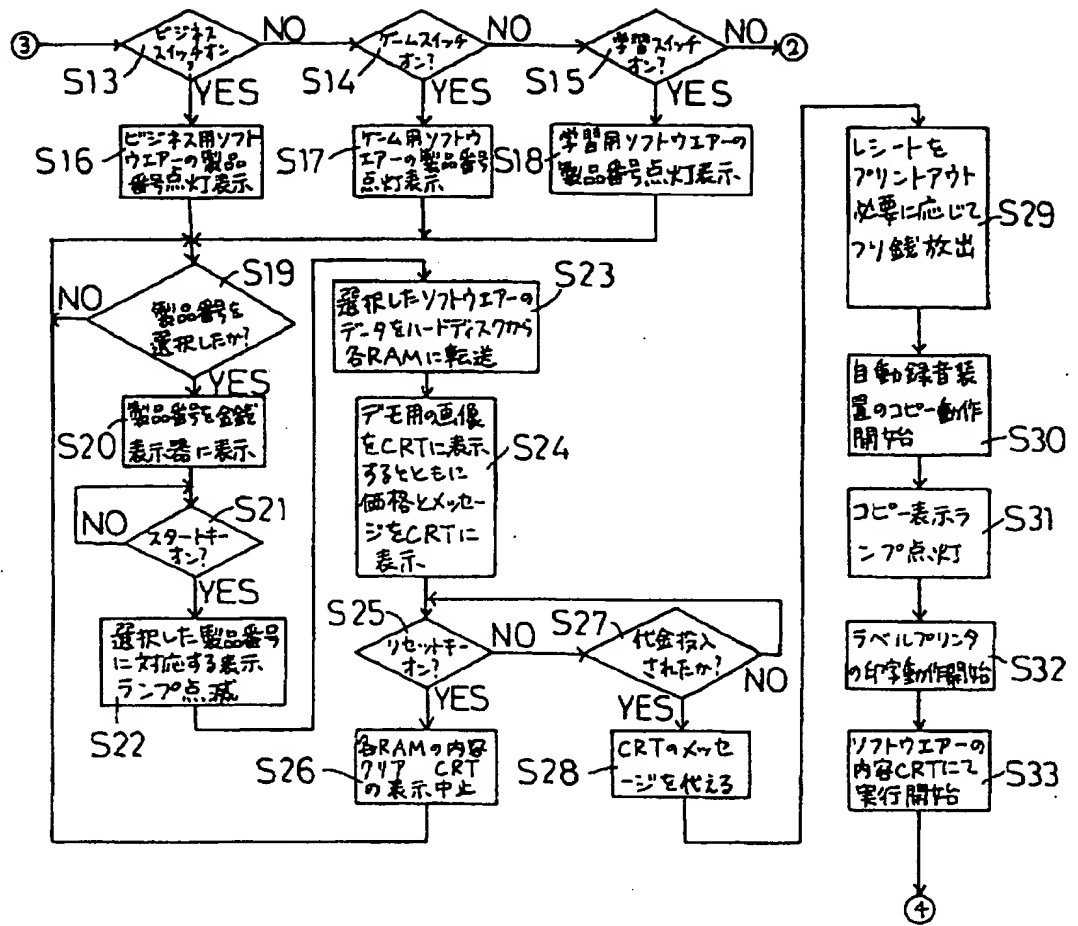 ③
ビジネス
スイッチオン
?
NO
S13
YES
ゲームスイッチ
オン?
NO
S14
YES
学習スイッチ
オン?
NO
②
S15
YES
ビジネス用ソフト
ウエアーの製品
番号点灯表示
S16
ゲーム用ソフトウ
エアーの製品番号
点灯表示
S17
学習用ソフトウエアーの
製品番号点灯表示
S18
S19
NO
製品番号を
選択したか?
YES
製品番号を金銭
表示器に表示
S20
S21
NO
スタートキー
オン?
YES
選択した製品番号
に対応する表示
ランプ点滅
S22
S23
選択したソフトウエアーの
データをハードディスクから
各RAMに転送
デモ用の画像
をCRTに表示
するとともに
価格とメッセー
ジをCRTに
表示
S24
S25
リセットキー
オン?
NO
YES
各RAMの内容
クリア CRT
の表示中止
S26
S27
代金投入
されたか?
NO
YES
CRTのメッセ
ージを代える
S28
レシートを
プリントアウト
必要に応じて
つり銭放出
S29
自動録音装
置のコピー動作
開始
S30
コピー表示ラ
ンプ点灯
S31
ラベルプリンタ
の印字動作開始
S32
ソフトウエアーの
内容CRTにて
実行開始
S33
④